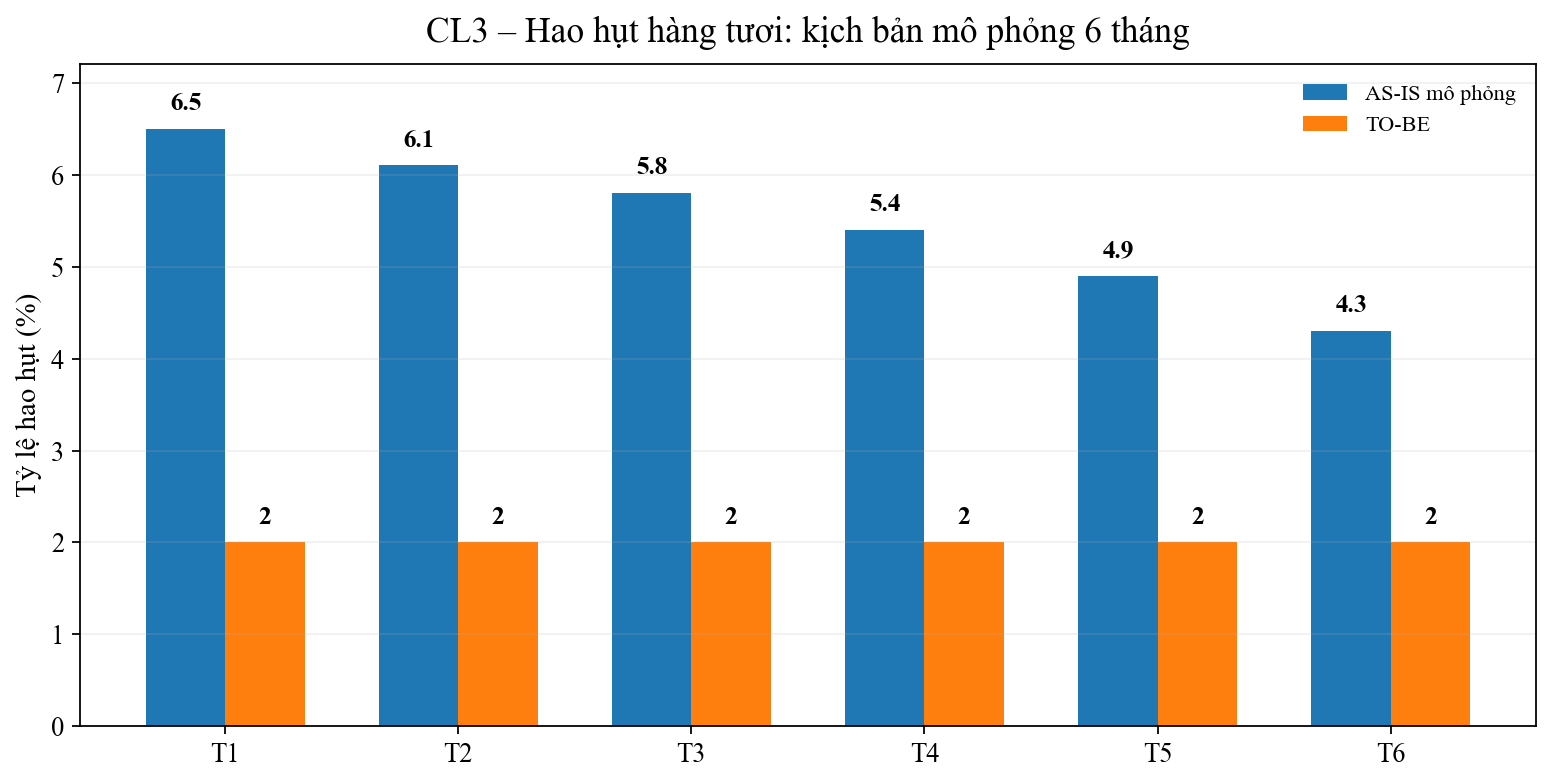 CL3 – Hao hụt hàng tươi: kịch bản mô phỏng 6 tháng
AS-IS mô phỏng
TO-BE
Tỷ lệ hao hụt (%)
7
6
5
4
3
2
1
0
6.5
2
6.1
2
5.8
2
5.4
2
4.9
2
4.3
2
T1
T2
T3
T4
T5
T6